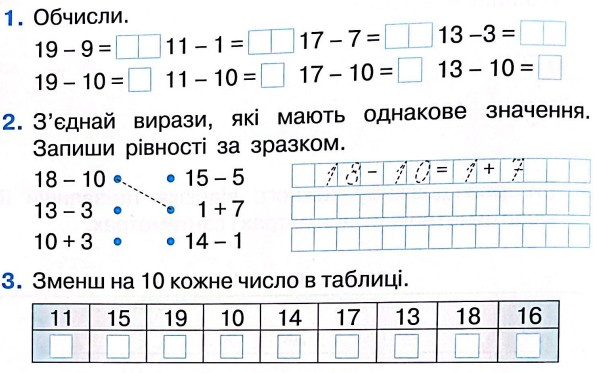 1. Обчисли.
19 – 9 = 11 – 1 = 17 – 7 = 13 –3 =
19 – 10 = 11 – 10 = 17 – 10 = 13 – 10 =
2. З’єднай вирази, які мають однакове значення.
Запиши рівності за зразком.
18 – 10 15 – 5 18 – 10 = 1 + 7
13 – 3 1 + 7
10 + 3 14 – 1
3. Зменш на 10 кожне число в таблиці.
11 15 19 10 14 17 13 18 16